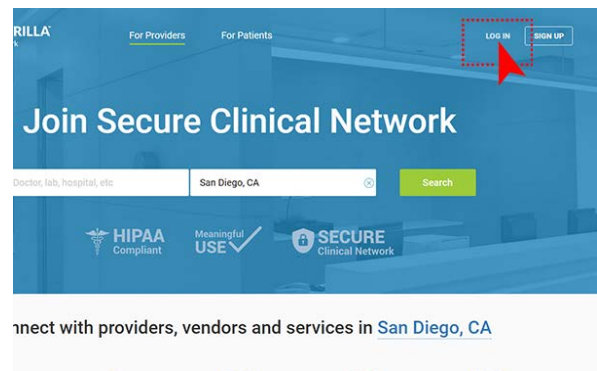 RILLA
For Providers
For Patients
LOG IN
SIGN UP
Join Secure Clinical Network
Doctor, lab, hospital, etc
San Diego, CA
Search
HIPAA
Compliant
Meaningful
USE
SECURE
Clinical Network
nnect with providers, vendors and services in San Diego, CA